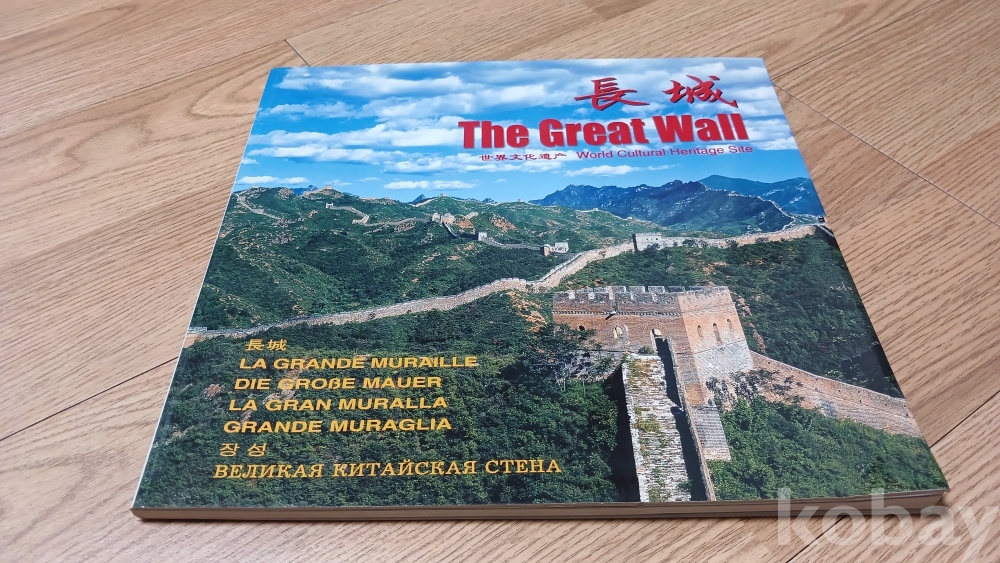 長城
The Great Wall
世界文化遗产 World Cultural Heritage Site
長城
LA GRANDE MURAILLE
DIE GROßE MAUER
LA GRAN MURALLA
GRANDE MURAGLIA
장성
ВЕЛИКАЯ КИТАЙСКАЯ СТЕНА
kobay